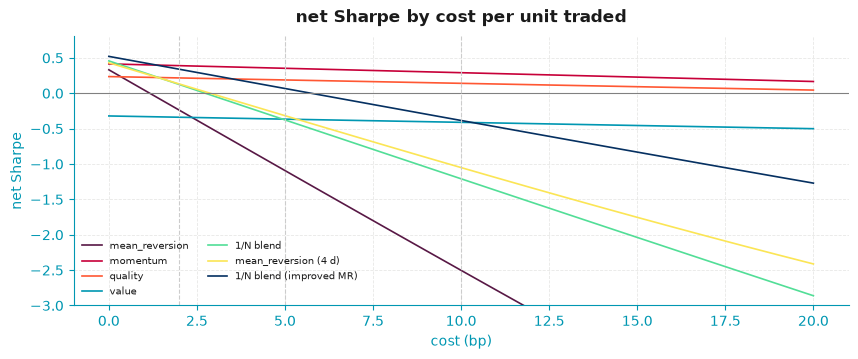 net Sharpe by cost per unit traded
net Sharpe
0.5
0.0
−0.5
−1.0
−1.5
−2.0
−2.5
−3.0
mean_reversion
momentum
quality
value
1/N blend
mean_reversion (4 d)
1/N blend (improved MR)
0.0 2.5 5.0 7.5 10.0 12.5 15.0 17.5 20.0
cost (bp)